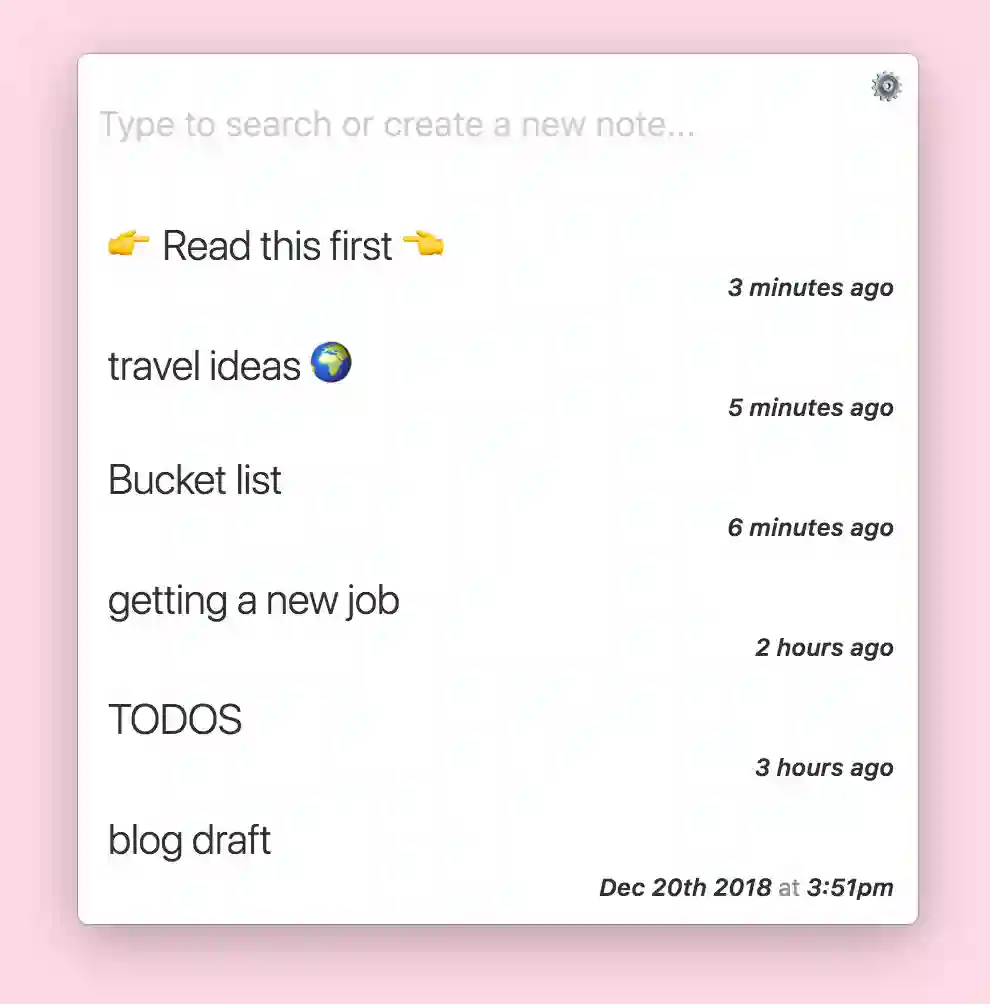 Type to search or create a new note...
👉 Read this first 👈
3 minutes ago
travel ideas 🌍
5 minutes ago
Bucket list
6 minutes ago
getting a new job
2 hours ago
TODOS
3 hours ago
blog draft
Dec 20th 2018 at 3:51pm